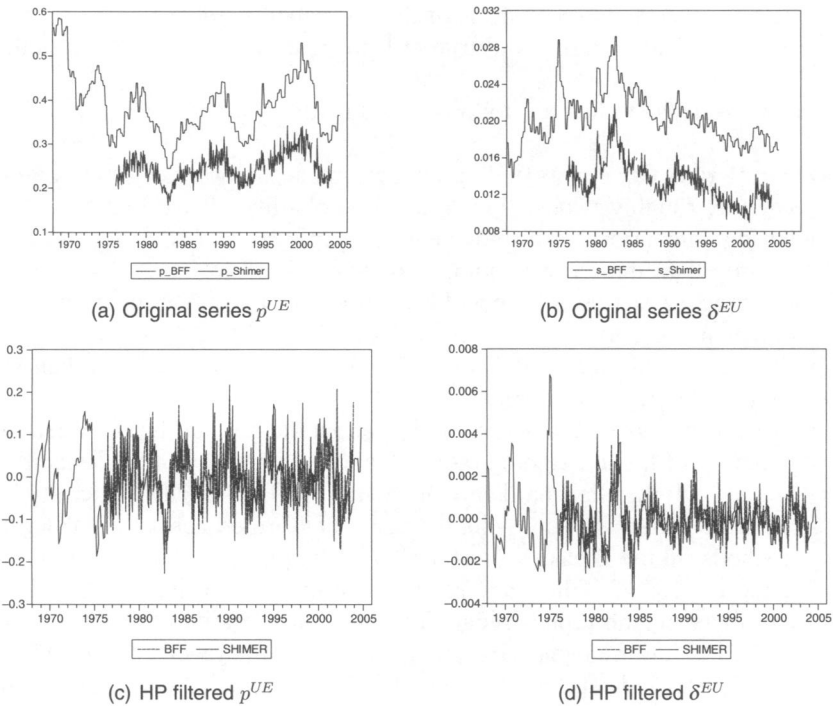 0.6
0.5
0.4
0.3
0.2
0.1
1970 1975 1980 1985 1990 1995 2000 2005
p_BFF p_Shimer
(a) Original series p^{UE}
0.032
0.028
0.024
0.020
0.016
0.012
0.008
1970 1975 1980 1985 1990 1995 2000 2005
s_BFF s_Shimer
(b) Original series δ^{EU}
0.3
0.2
0.1
0.0
-0.1
-0.2
-0.3
1970 1975 1980 1985 1990 1995 2000 2005
BFF SHIMER
(c) HP filtered p^{UE}
0.008
0.006
0.004
0.002
0.000
-0.002
-0.004
1970 1975 1980 1985 1990 1995 2000 2005
BFF SHIMER
(d) HP filtered δ^{EU}